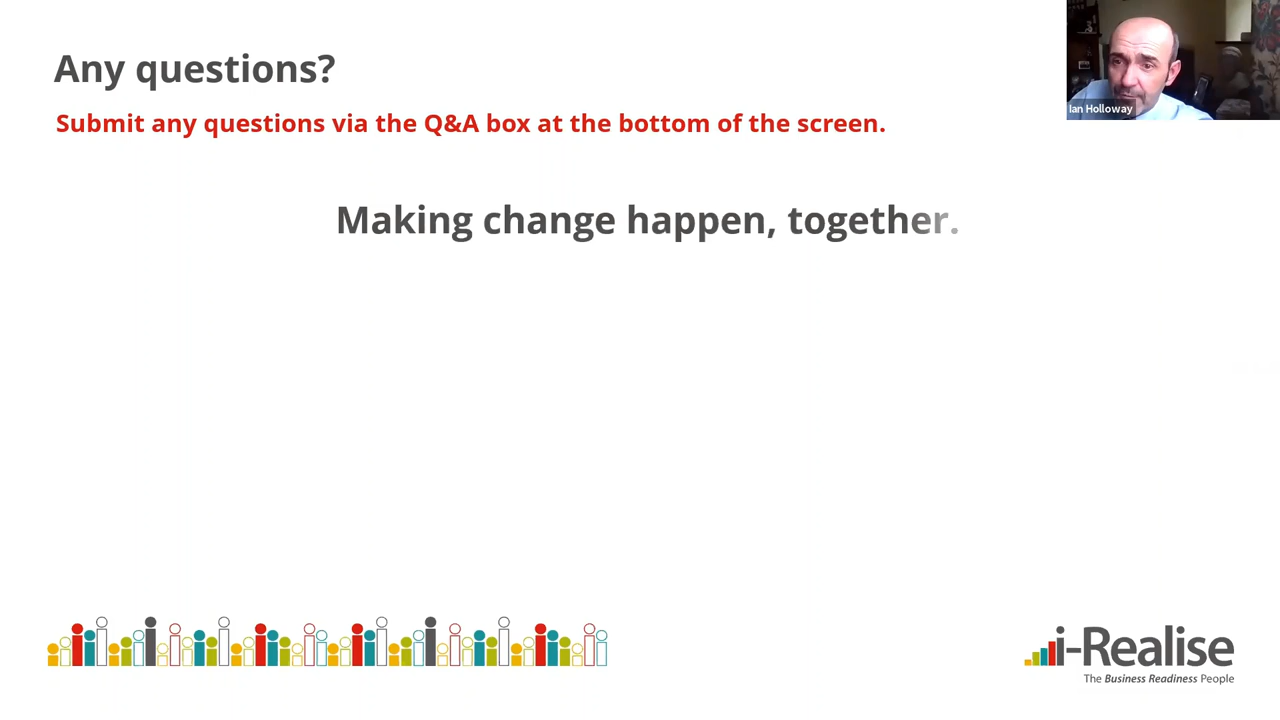 Any questions?
Submit any questions via the Q&A box at the bottom of the screen.
Ian Holloway
Making change happen, together.
i-Realise
The Business Readiness People